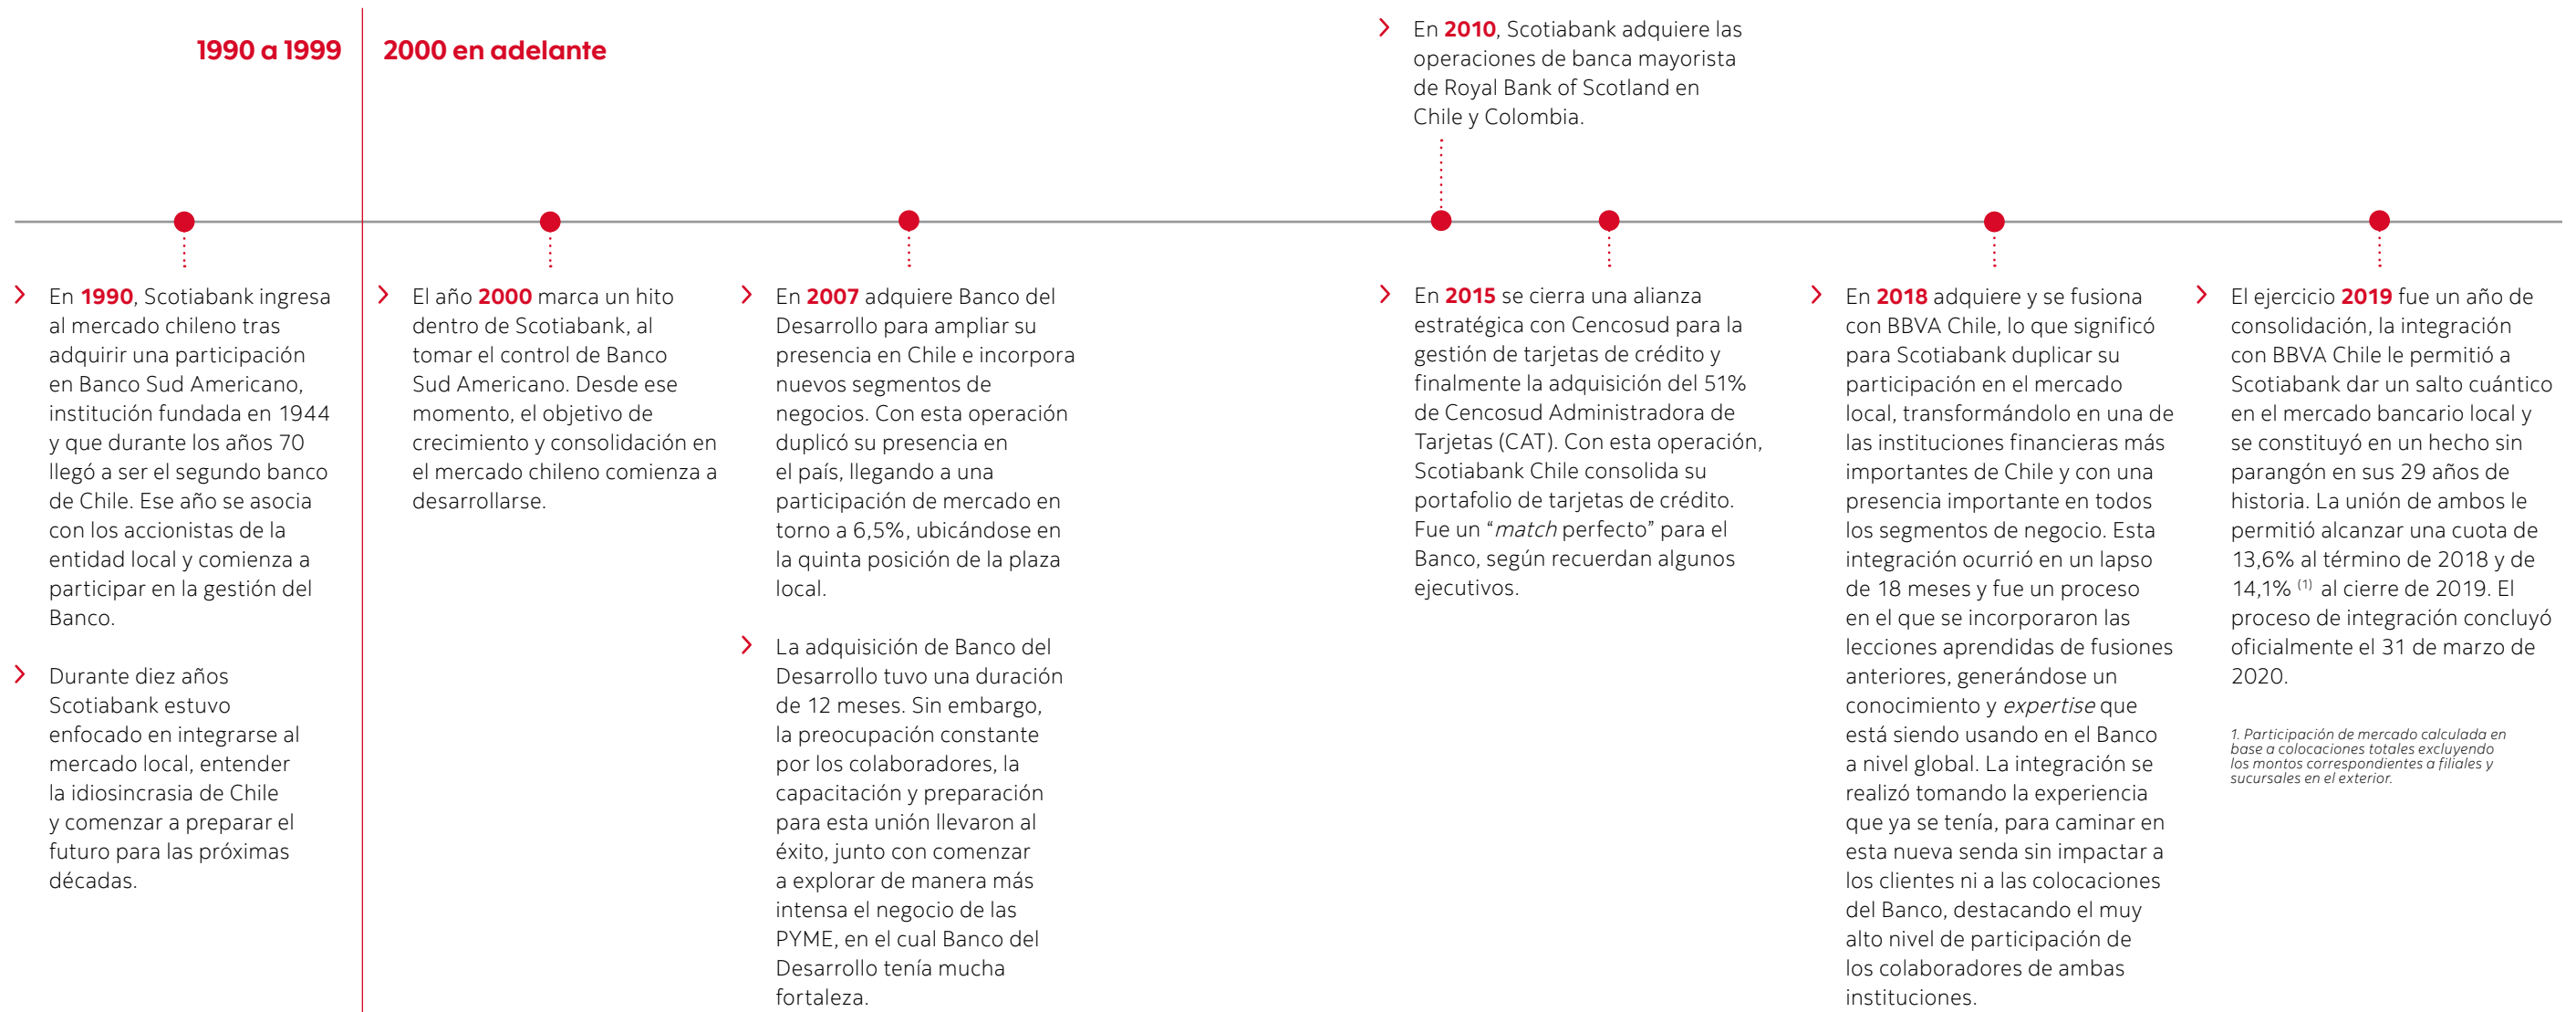 1990 a 1999
En 1990, Scotiabank ingresa
al mercado chileno tras
adquirir una participación
en Banco Sud Americano,
institución fundada en 1944
y que durante los años 70
llegó a ser el segundo banco
de Chile. Ese año se asocia
con los accionistas de la
entidad local y comienza a
participar en la gestión del
Banco.
Durante diez años
Scotiabank estuvo
enfocado en integrarse al
mercado local, entender
la idiosincrasia de Chile
y comenzar a preparar el
futuro para las próximas
décadas.
2000 en adelante
El año 2000 marca un hito
dentro de Scotiabank, al
tomar el control de Banco
Sud Americano. Desde ese
momento, el objetivo de
crecimiento y consolidación en
el mercado chileno comienza a
desarrollarse.
En 2007 adquiere Banco del
Desarrollo para ampliar su
presencia en Chile e incorpora
nuevos segmentos de
negocios. Con esta operación
duplicó su presencia en
el país, llegando a una
participación de mercado en
torno a 6,5%, ubicándose en
la quinta posición de la plaza
local.
La adquisición de Banco del
Desarrollo tuvo una duración
de 12 meses. Sin embargo,
la preocupación constante
por los colaboradores, la
capacitación y preparación
para esta unión llevaron al
éxito, junto con comenzar
a explorar de manera más
intensa el negocio de las
PYME, en el cual Banco del
Desarrollo tenía mucha
fortaleza.
En 2010, Scotiabank adquiere las
operaciones de banca mayorista
de Royal Bank of Scotland en
Chile y Colombia.
En 2015 se cierra una alianza
estratégica con Cencosud para la
gestión de tarjetas de crédito y
finalmente la adquisición del 51%
de Cencosud Administradora de
Tarjetas (CAT). Con esta operación,
Scotiabank Chile consolida su
portafolio de tarjetas de crédito.
Fue un “match perfecto” para el
Banco, según recuerdan algunos
ejecutivos.
En 2018 adquiere y se fusiona
con BBVA Chile, lo que significó
para Scotiabank duplicar su
participación en el mercado
local, transformándolo en una de
las instituciones financieras más
importantes de Chile y con una
presencia importante en todos
los segmentos de negocio. Esta
integración ocurrió en un lapso
de 18 meses y fue un proceso
en el que se incorporaron las
lecciones aprendidas de fusiones
anteriores, generándose un
conocimiento y expertise que
está siendo usando en el Banco
a nivel global. La integración se
realizó tomando la experiencia
que ya se tenía, para caminar en
esta nueva senda sin impactar a
los clientes ni a las colocaciones
del Banco, destacando el muy
alto nivel de participación de
los colaboradores de ambas
instituciones.
El ejercicio 2019 fue un año de
consolidación, la integración
con BBVA Chile le permitió a
Scotiabank dar un salto cuántico
en el mercado bancario local y
se constituyó en un hecho sin
parangón en sus 29 años de
historia. La unión de ambos le
permitió alcanzar una cuota de
13,6% al término de 2018 y de
14,1% (1) al cierre de 2019. El
proceso de integración concluyó
oficialmente el 31 de marzo de
2020.
1. Participación de mercado calculada en
base a colocaciones totales excluyendo
los montos correspondientes a filiales y
sucursales en el exterior.